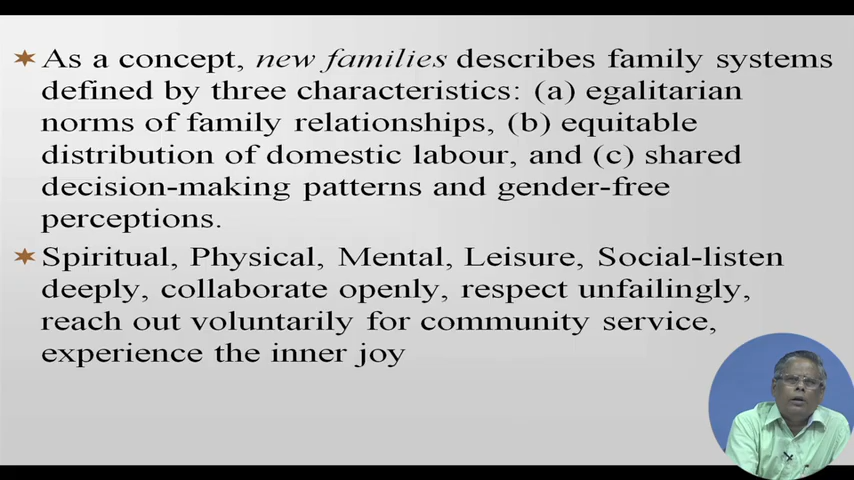 As a concept, new families describes family systems
defined by three characteristics: (a) egalitarian
norms of family relationships, (b) equitable
distribution of domestic labour, and (c) shared
decision-making patterns and gender-free
perceptions.
Spiritual, Physical, Mental, Leisure, Social-listen
deeply, collaborate openly, respect unfailingly,
reach out voluntarily for community service,
experience the inner joy